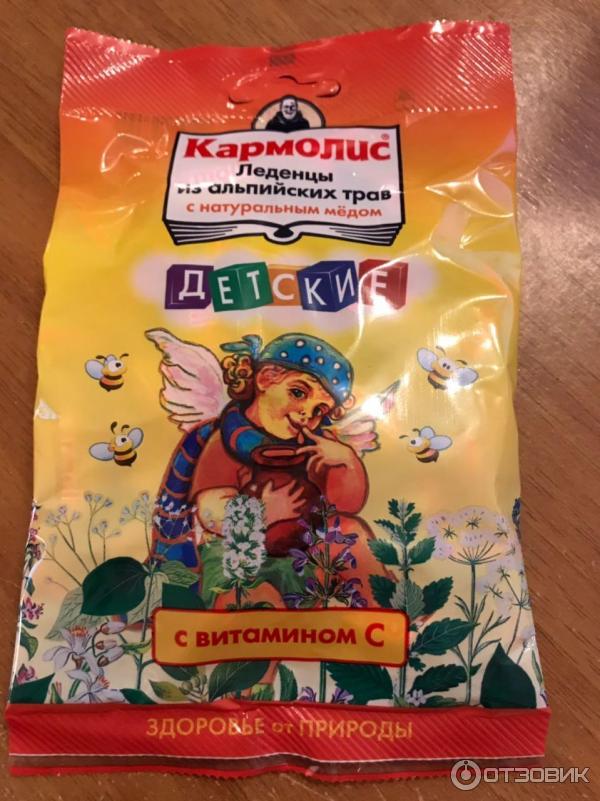 Кармолис®
Леденцы
из альпийских трав
с натуральным мёдом
ДЕТСКИЕ
с витамином С
ЗДОРОВЬЕ от ПРИРОДЫ
ОТЗОВИК